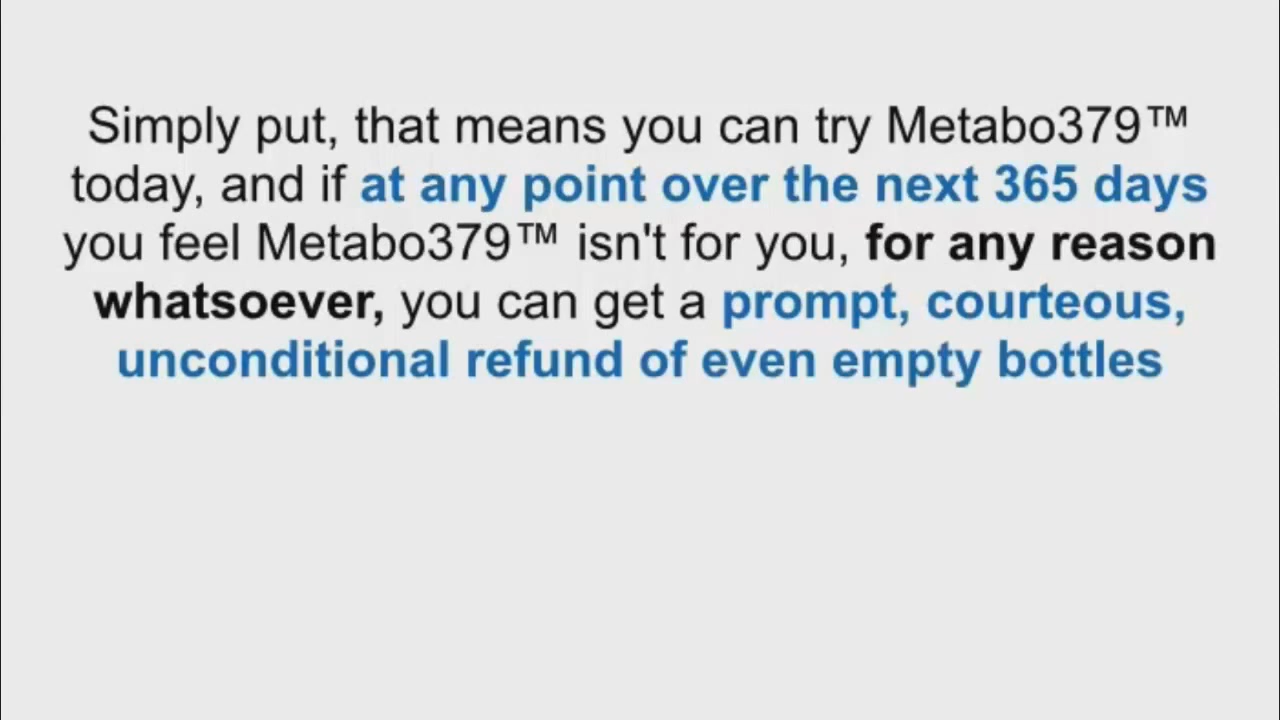 Simply put, that means you can try Metabo379™
today, and if at any point over the next 365 days
you feel Metabo379™ isn't for you, for any reason
whatsoever, you can get a prompt, courteous,
unconditional refund of even empty bottles